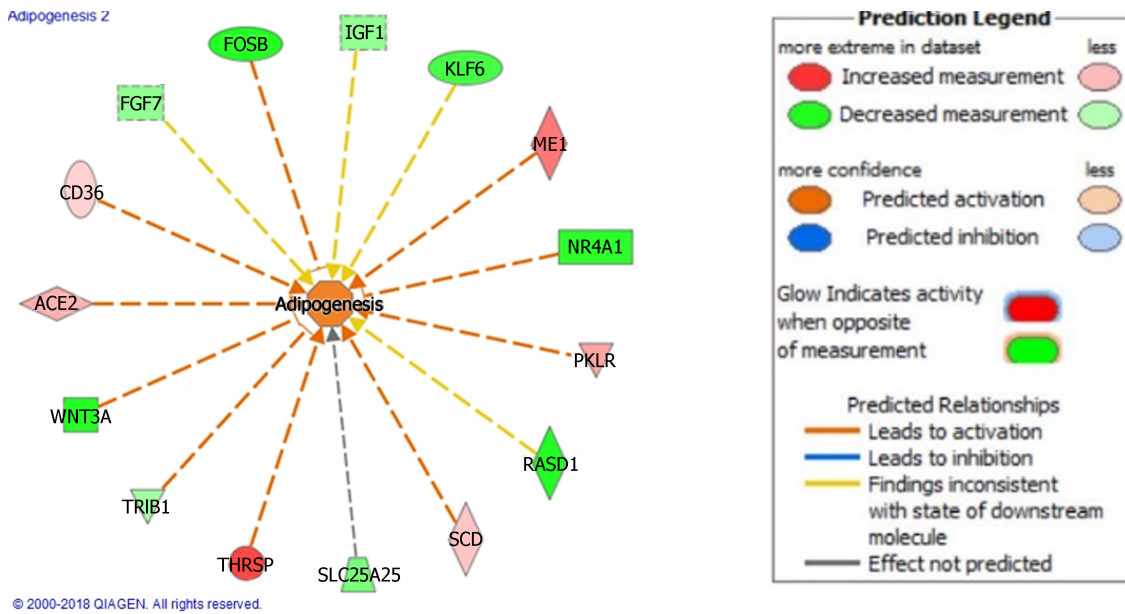 Adipogenesis 2
FOSB
IGF1
KLF6
FGF7
ME1
CD36
NR4A1
ACE2
Adipogenesis
PKLR
WNT3A
RASD1
TRIB1
SCD
THRSP
SLC25A25
© 2000-2018 QIAGEN. All rights reserved.
Prediction Legend
more extreme in dataset less
Increased measurement
Decreased measurement
more confidence less
Predicted activation
Predicted inhibition
Glow Indicates activity
when opposite
of measurement
Predicted Relationships
Leads to activation
Leads to inhibition
Findings inconsistent
with state of downstream
molecule
Effect not predicted